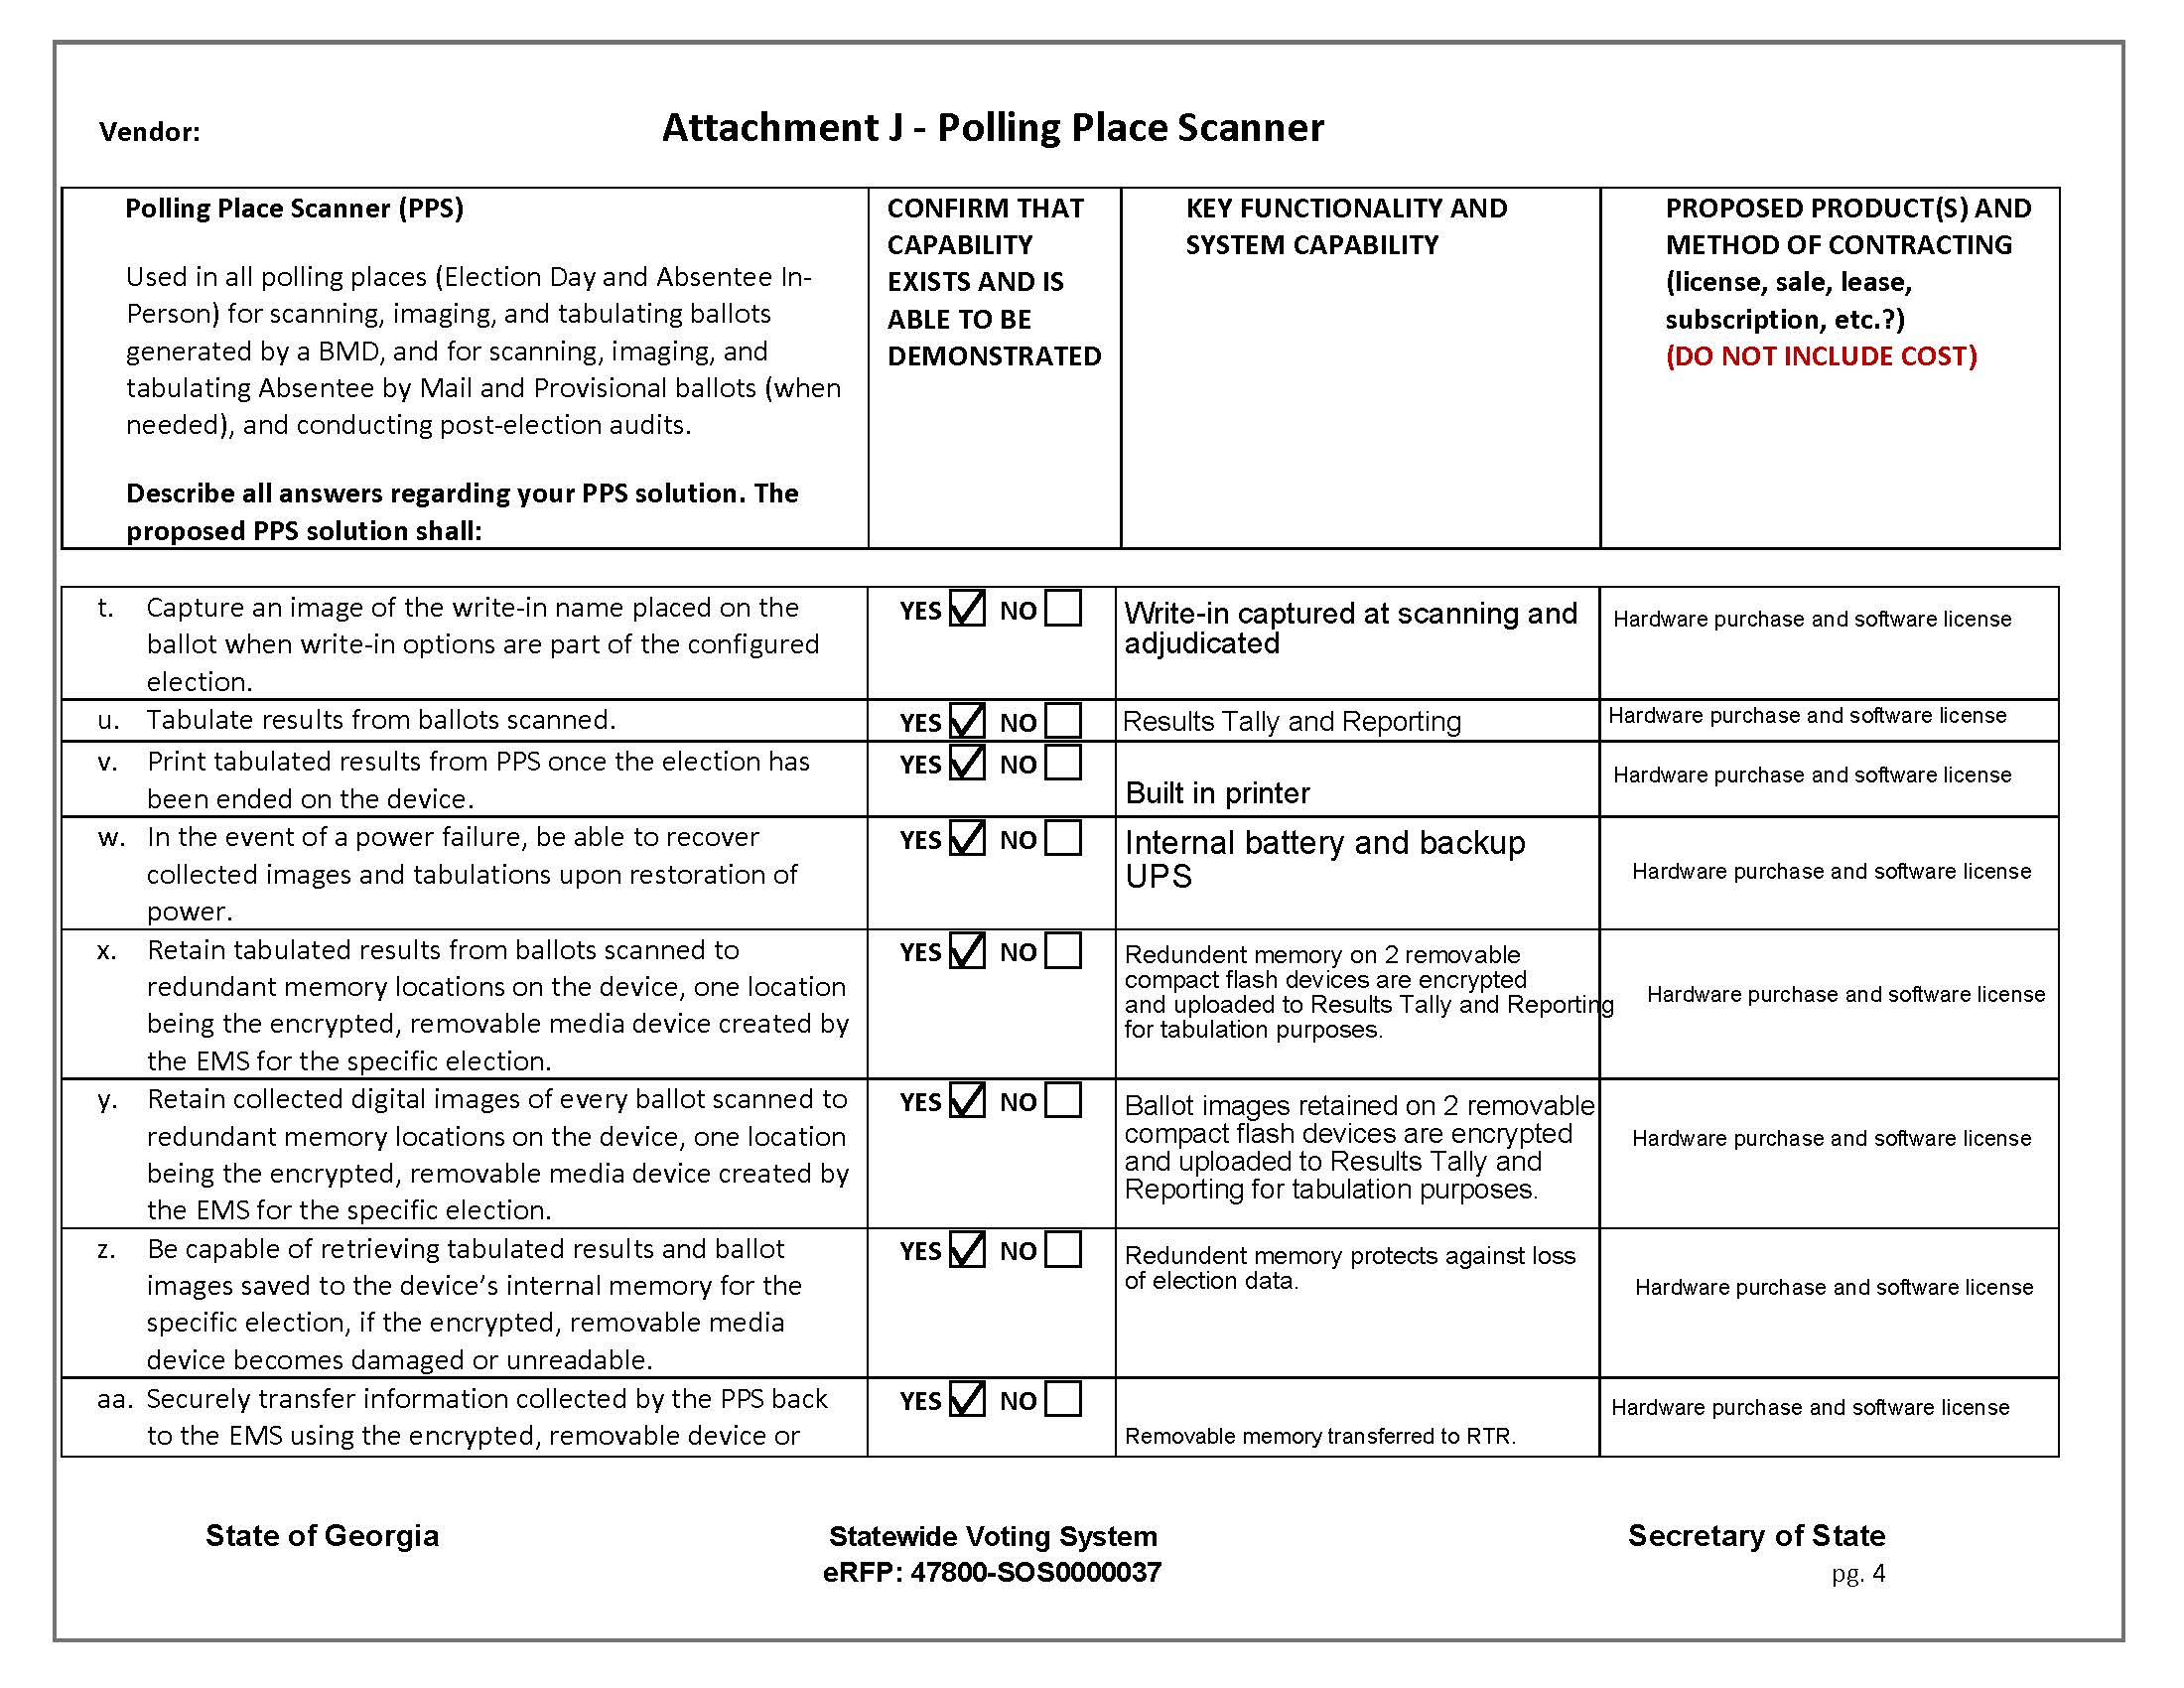 Vendor:
Attachment J - Polling Place Scanner
Polling Place Scanner (PPS)
Used in all polling places (Election Day and Absentee In-
Person) for scanning, imaging, and tabulating ballots
generated by a BMD, and for scanning, imaging, and
tabulating Absentee by Mail and Provisional ballots (when
needed), and conducting post-election audits.
Describe all answers regarding your PPS solution. The
proposed PPS solution shall:
CONFIRM THAT
CAPABILITY
EXISTS AND IS
ABLE TO BE
DEMONSTRATED
KEY FUNCTIONALITY AND
SYSTEM CAPABILITY
PROPOSED PRODUCT(S) AND
METHOD OF CONTRACTING
(license, sale, lease,
subscription, etc.?)
(DO NOT INCLUDE COST)
t. Capture an image of the write-in name placed on the
ballot when write-in options are part of the configured
election.
YES NO
Write-in captured at scanning and
adjudicated
Hardware purchase and software license
u. Tabulate results from ballots scanned.
YES NO
Results Tally and Reporting
Hardware purchase and software license
v. Print tabulated results from PPS once the election has
been ended on the device.
YES NO
Built in printer
Hardware purchase and software license
w. In the event of a power failure, be able to recover
collected images and tabulations upon restoration of
power.
YES NO
Internal battery and backup
UPS
Hardware purchase and software license
x. Retain tabulated results from ballots scanned to
redundant memory locations on the device, one location
being the encrypted, removable media device created by
the EMS for the specific election.
YES NO
Redundent memory on 2 removable
compact flash devices are encrypted
and uploaded to Results Tally and Reporting
for tabulation purposes.
Hardware purchase and software license
y. Retain collected digital images of every ballot scanned to
redundant memory locations on the device, one location
being the encrypted, removable media device created by
the EMS for the specific election.
YES NO
Ballot images retained on 2 removable
compact flash devices are encrypted
and uploaded to Results Tally and
Reporting for tabulation purposes.
Hardware purchase and software license
z. Be capable of retrieving tabulated results and ballot
images saved to the device’s internal memory for the
specific election, if the encrypted, removable media
device becomes damaged or unreadable.
YES NO
Redundent memory protects against loss
of election data.
Hardware purchase and software license
aa. Securely transfer information collected by the PPS back
to the EMS using the encrypted, removable device or
YES NO
Removable memory transferred to RTR.
Hardware purchase and software license
State of Georgia
Statewide Voting System
eRFP: 47800-SOS0000037
Secretary of State
pg. 4